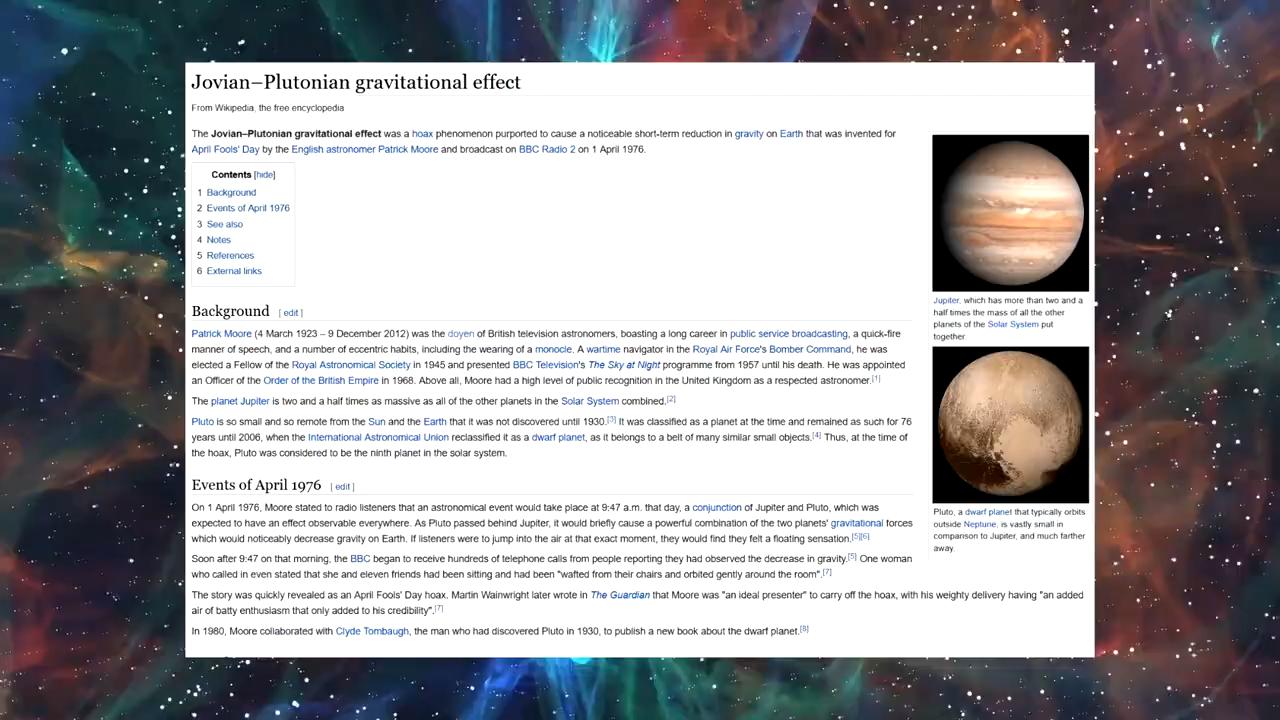 Jovian–Plutonian gravitational effect
From Wikipedia, the free encyclopedia
The Jovian–Plutonian gravitational effect was a hoax phenomenon purported to cause a noticeable short-term reduction in gravity on Earth that was invented for
April Fools' Day by the English astronomer Patrick Moore and broadcast on BBC Radio 2 on 1 April 1976.
Contents [hide]
1 Background
2 Events of April 1976
3 See also
4 Notes
5 References
6 External links
Jupiter, which has more than two and a
half times the mass of all the other
planets of the Solar System put
together.
Background [ edit ]
Patrick Moore (4 March 1923 – 9 December 2012) was the doyen of British television astronomers, boasting a long career in public service broadcasting, a quick-fire
manner of speech, and a number of eccentric habits, including the wearing of a monocle. A wartime navigator in the Royal Air Force's Bomber Command, he was
elected a Fellow of the Royal Astronomical Society in 1945 and presented BBC Television's The Sky at Night programme from 1957 until his death. He was appointed
an Officer of the Order of the British Empire in 1968. Above all, Moore had a high level of public recognition in the United Kingdom as a respected astronomer.[1]
The planet Jupiter is two and a half times as massive as all of the other planets in the Solar System combined.[2]
Pluto is so small and so remote from the Sun and the Earth that it was not discovered until 1930.[3] It was classified as a planet at the time and remained as such for 76
years until 2006, when the International Astronomical Union reclassified it as a dwarf planet, as it belongs to a belt of many similar small objects.[4] Thus, at the time of
the hoax, Pluto was considered to be the ninth planet in the solar system.
Pluto, a dwarf planet that typically orbits
outside Neptune, is vastly small in
comparison to Jupiter, and much farther
away.
Events of April 1976 [ edit ]
On 1 April 1976, Moore stated to radio listeners that an astronomical event would take place at 9:47 a.m. that day, a conjunction of Jupiter and Pluto, which was
expected to have an effect observable everywhere. As Pluto passed behind Jupiter, it would briefly cause a powerful combination of the two planets' gravitational forces
which would noticeably decrease gravity on Earth. If listeners were to jump into the air at that exact moment, they would find they felt a floating sensation.[5][6]
Soon after 9:47 on that morning, the BBC began to receive hundreds of telephone calls from people reporting they had observed the decrease in gravity.[5] One woman
who called in even stated that she and eleven friends had been sitting and had been "wafted from their chairs and orbited gently around the room".[7]
The story was quickly revealed as an April Fools' Day hoax. Martin Wainwright later wrote in The Guardian that Moore was "an ideal presenter" to carry off the hoax, with his weighty delivery having "an added
air of batty enthusiasm that only added to his credibility".[7]
In 1980, Moore collaborated with Clyde Tombaugh, the man who had discovered Pluto in 1930, to publish a new book about the dwarf planet.[8]